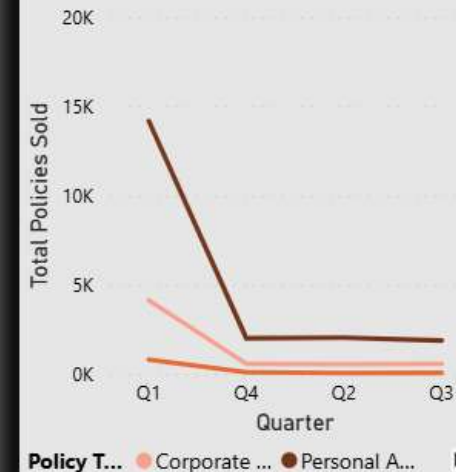 20K
15K
10K
5K
0K
Total Policies Sold
Q1 Q4 Q2 Q3
Quarter
Policy T... Corporate ... Personal A...